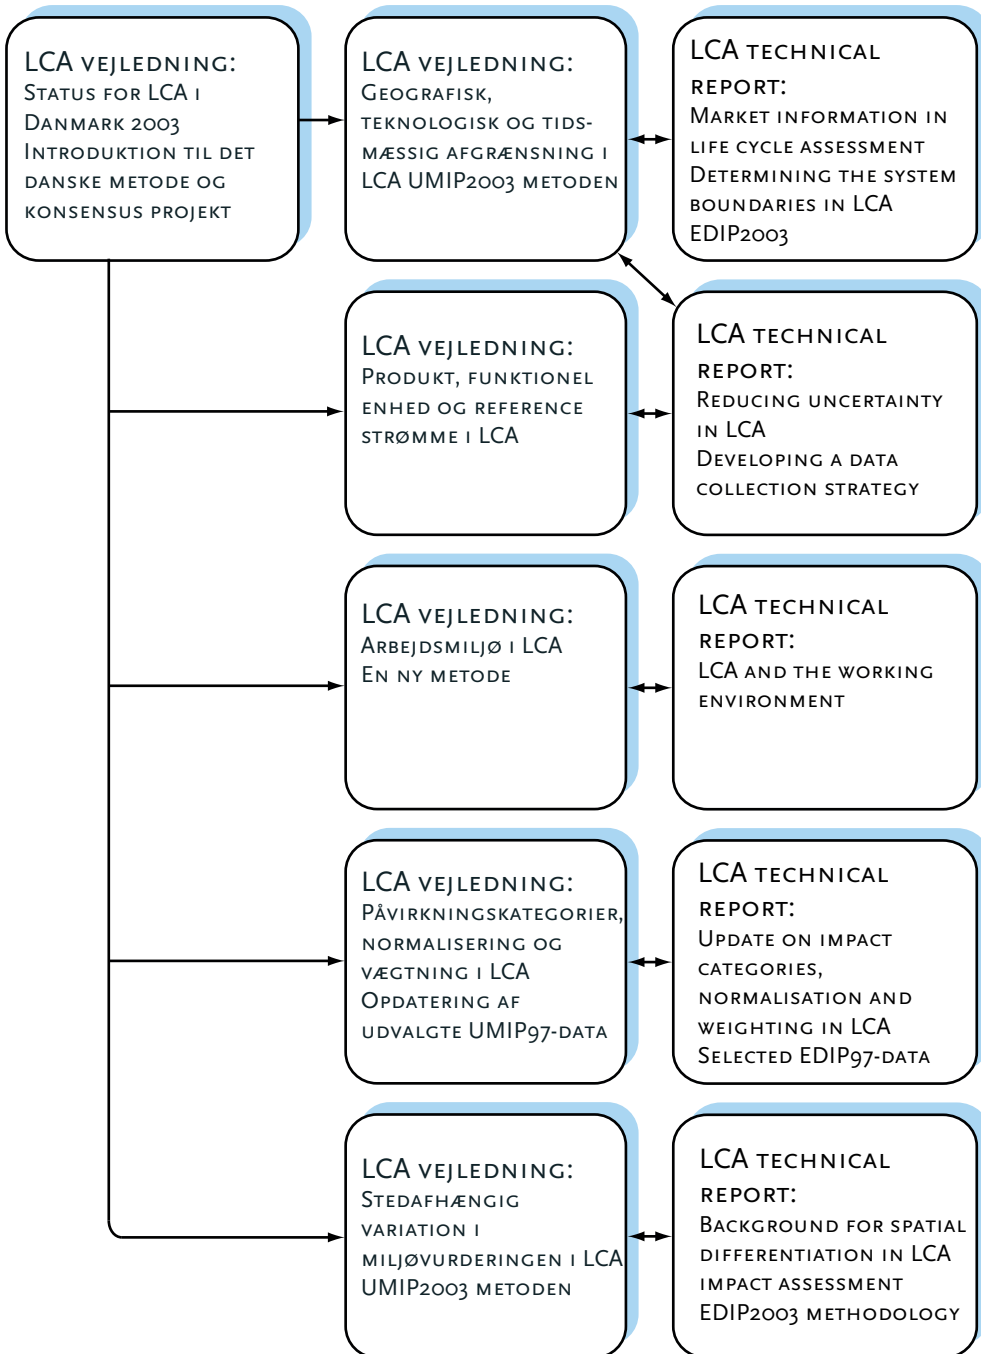 LCA vejledning:
Status for LCA i
Danmark 2003
Introduktion til det
danske metode og
konsensus projekt
LCA vejledning:
Geografisk,
teknologisk og tids-
mæssig afgrænsning i
LCA UMIP2003 metoden
LCA technical
report:
Market information in
life cycle assessment
Determining the system
boundaries in LCA
EDIP2003
LCA vejledning:
Produkt, funktionel
enhed og reference
strømme i LCA
LCA technical
report:
Reducing uncertainty
in LCA
Developing a data
collection strategy
LCA vejledning:
Arbejdsmiljø i LCA
En ny metode
LCA technical
report:
LCA and the working
environment
LCA vejledning:
Påvirkningskategorier,
normalisering og
vægtning i LCA
Opdatering af
udvalgte UMIP97-data
LCA technical
report:
Update on impact
categories,
normalisation and
weighting in LCA
Selected EDIP97-data
LCA vejledning:
Stedafhængig
variation i
miljøvurderingen i LCA
UMIP2003 metoden
LCA technical
report:
Background for spatial
differentiation in LCA
impact assessment
EDIP2003 methodology